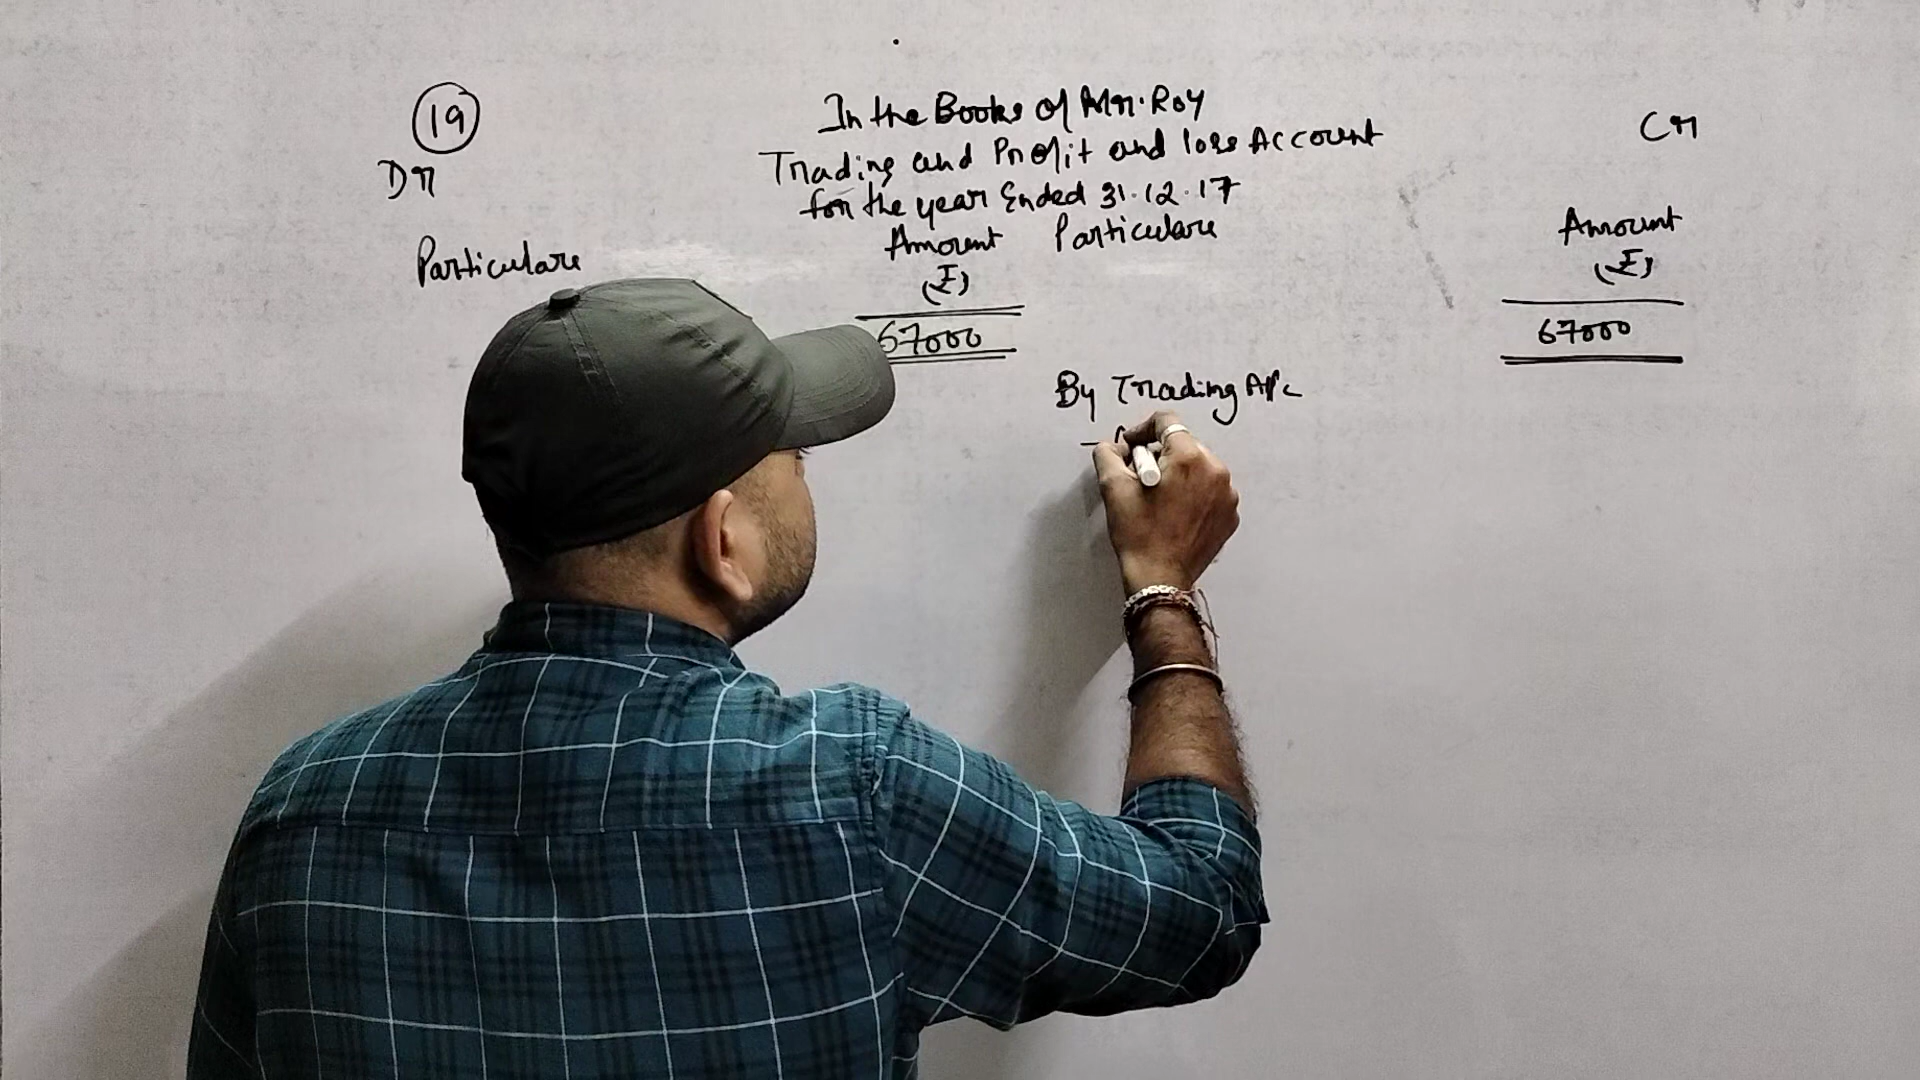 19
In the Books of Mr. Roy
Cr
Dr
Trading and Profit and loss Account
for the year Ended 31.12.17
Particulars
Amount
(₹)
Particulars
Amount
(₹)
67000
67000
By Trading A/c